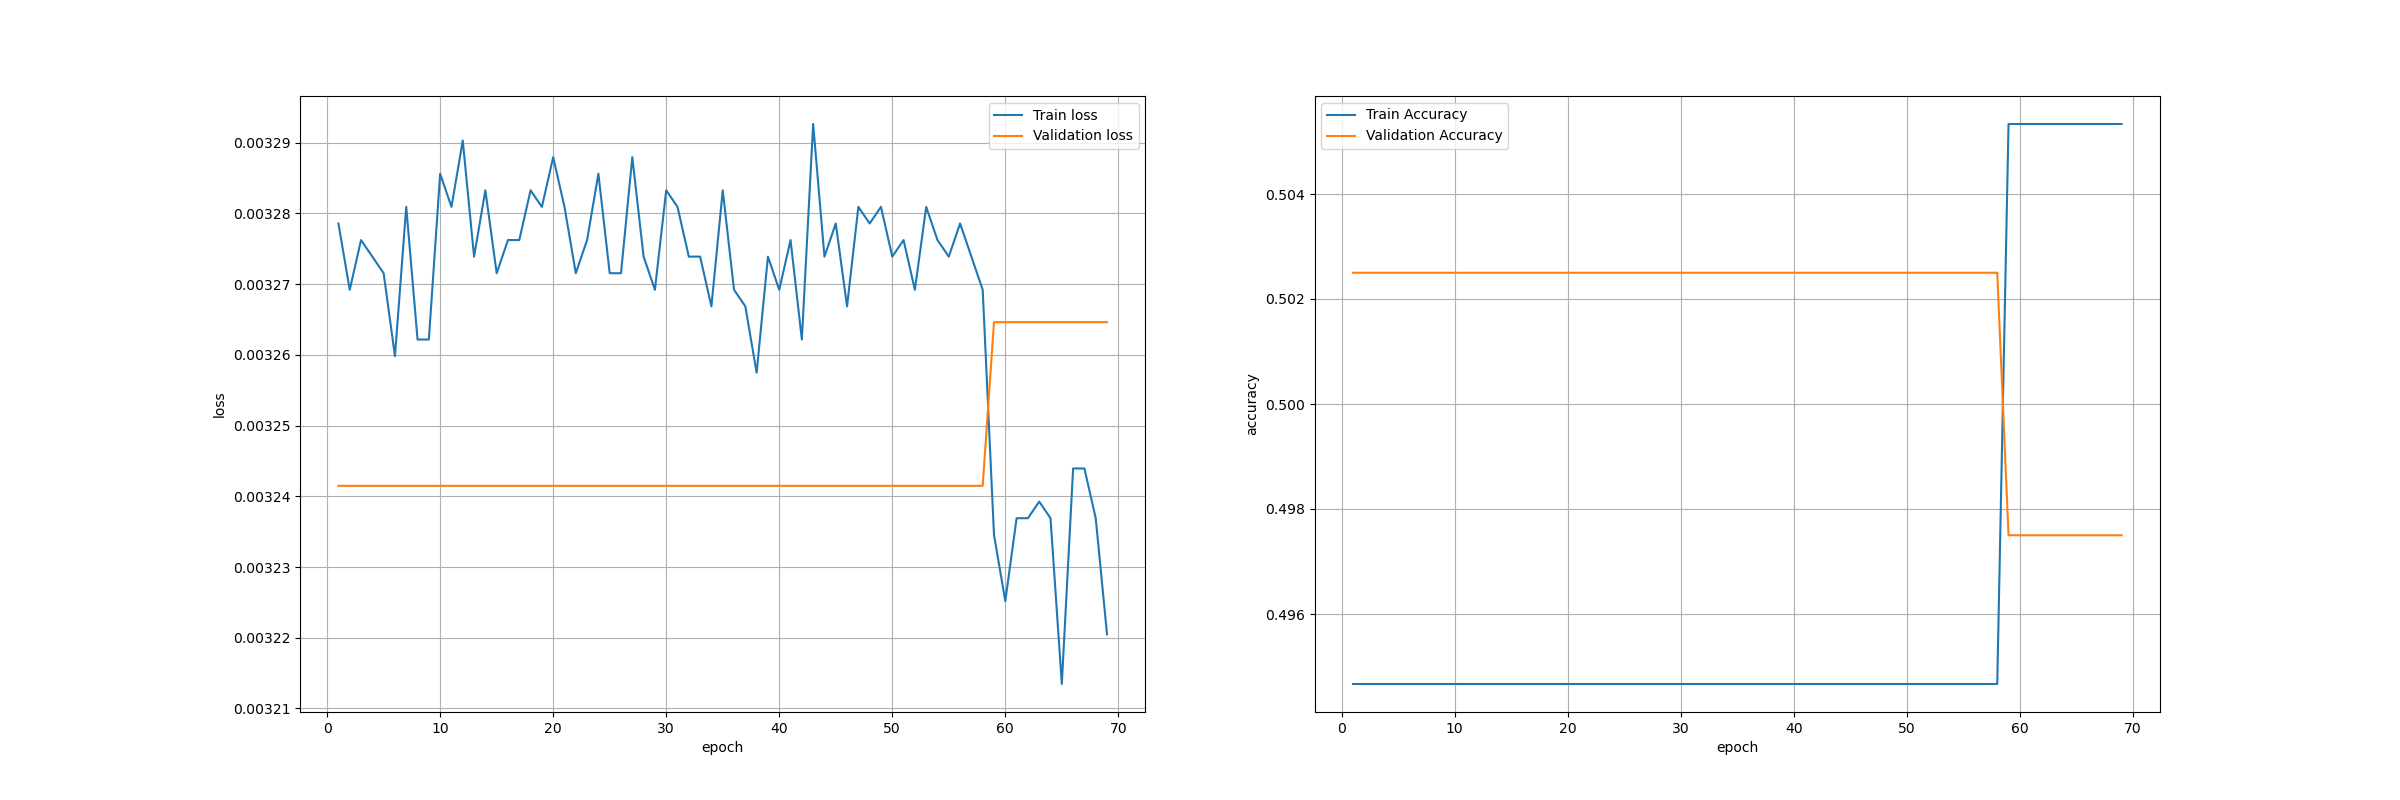 Train loss
Validation loss
0.00329
0.00328
0.00327
0.00326
0.00325
0.00324
0.00323
0.00322
0.00321
loss
0 10 20 30 40 50 60 70
epoch
Train Accuracy
Validation Accuracy
0.504
0.502
0.500
0.498
0.496
accuracy
0 10 20 30 40 50 60 70
epoch